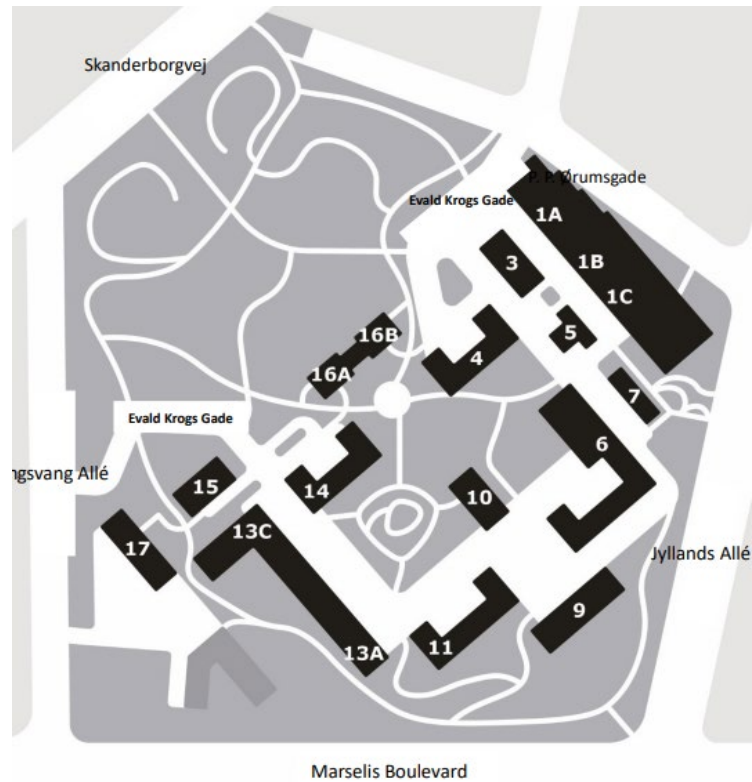 Skanderborgvej
P. P. Ørumsgade
Evald Krogs Gade
1A
1B
3
1C
5
16B
4
16A
7
Evald Krogs Gade
6
ngsvang Allé
15
14
10
13C
17
Jyllands Allé
9
11
13A
Marselis Boulevard